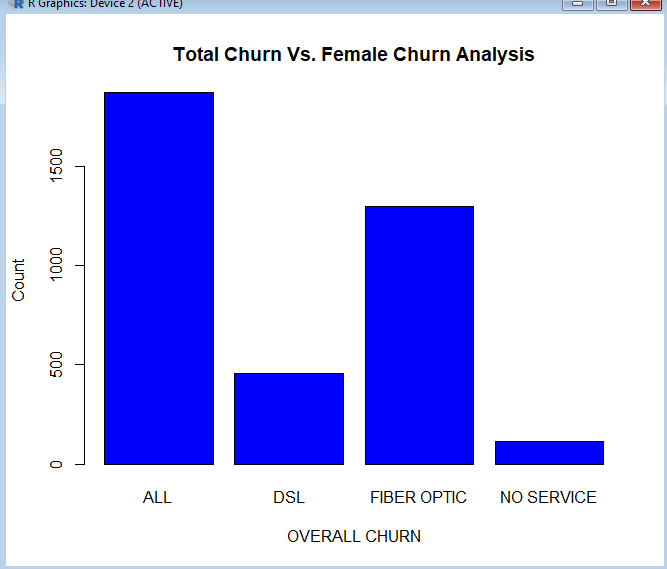 R Graphics: Device 2 (ACTIVE)
Total Churn Vs. Female Churn Analysis
Count
1500
1000
500
0
ALL
DSL
FIBER OPTIC
NO SERVICE
OVERALL CHURN